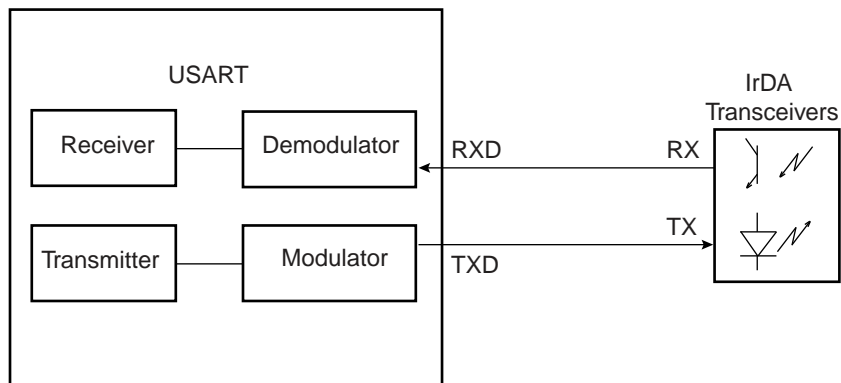 USART
IrDA
Transceivers
Receiver
Demodulator
RXD
RX
Transmitter
Modulator
TX
TXD